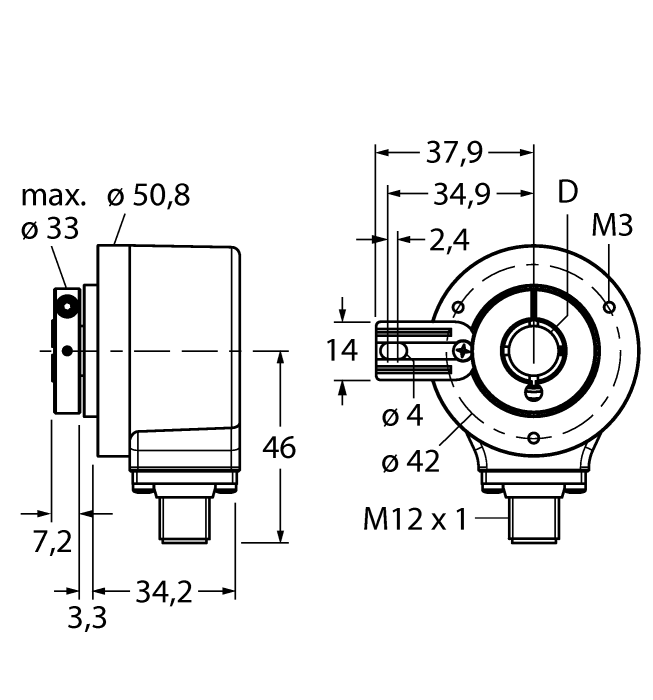 max.
ø 33
ø 50,8
46
7,2
34,2
3,3
37,9
34,9
D
M3
2,4
14
ø 4
ø 42
M12 x 1